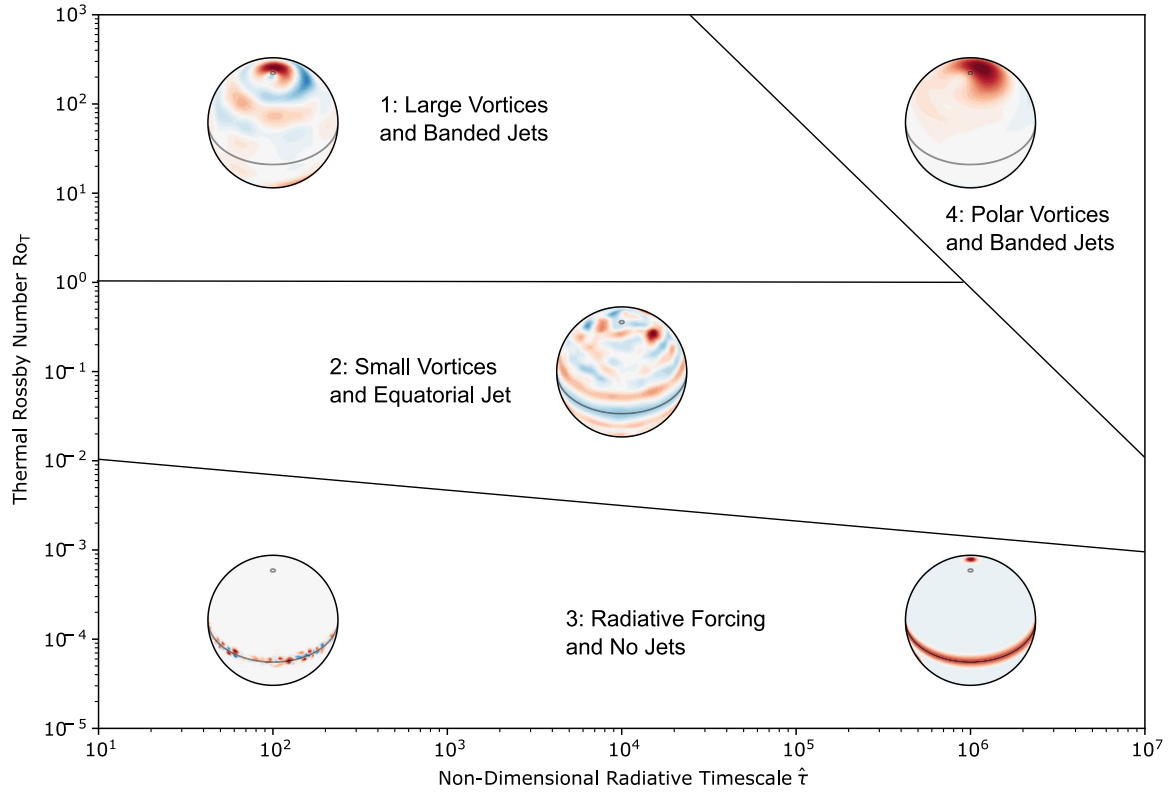 10³
10²
10¹
10⁰
10⁻¹
10⁻²
10⁻³
10⁻⁴
10⁻⁵
Thermal Rossby Number Ro_T
1: Large Vortices
and Banded Jets
4: Polar Vortices
and Banded Jets
2: Small Vortices
and Equatorial Jet
3: Radiative Forcing
and No Jets
10¹ 10² 10³ 10⁴ 10⁵ 10⁶ 10⁷
Non-Dimensional Radiative Timescale τ̂